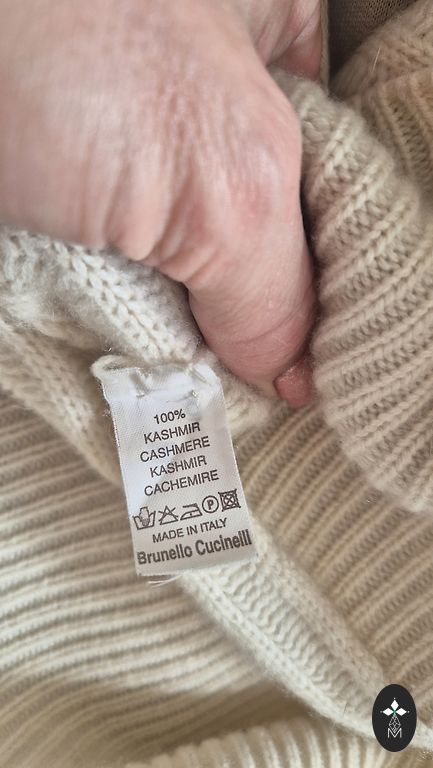 100%
KASHMIR
CASHMERE
KASHMIR
CACHEMIRE
P
MADE IN ITALY
Brunello Cucinelli
M